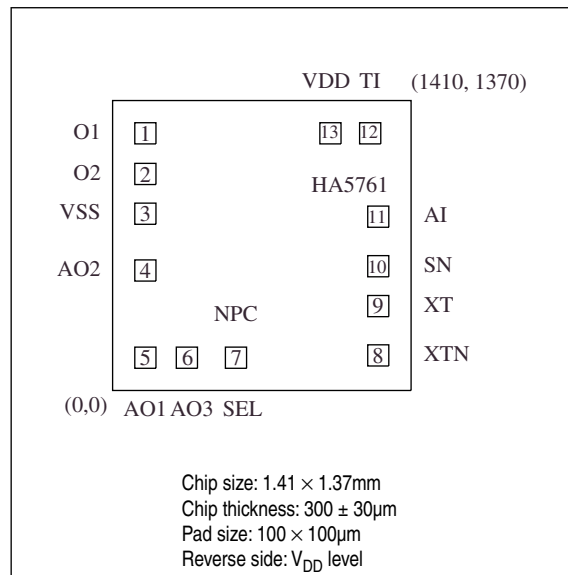 VDD TI (1410, 1370)
O1 1 13 12
O2 2
HA5761
VSS 3 11 AI
AO2 4 10 SN
9 XT
NPC
5 6 7 8 XTN
(0,0) AO1 AO3 SEL
Chip size: 1.41 × 1.37mm
Chip thickness: 300 ± 30µm
Pad size: 100 × 100µm
Reverse side: VDD level